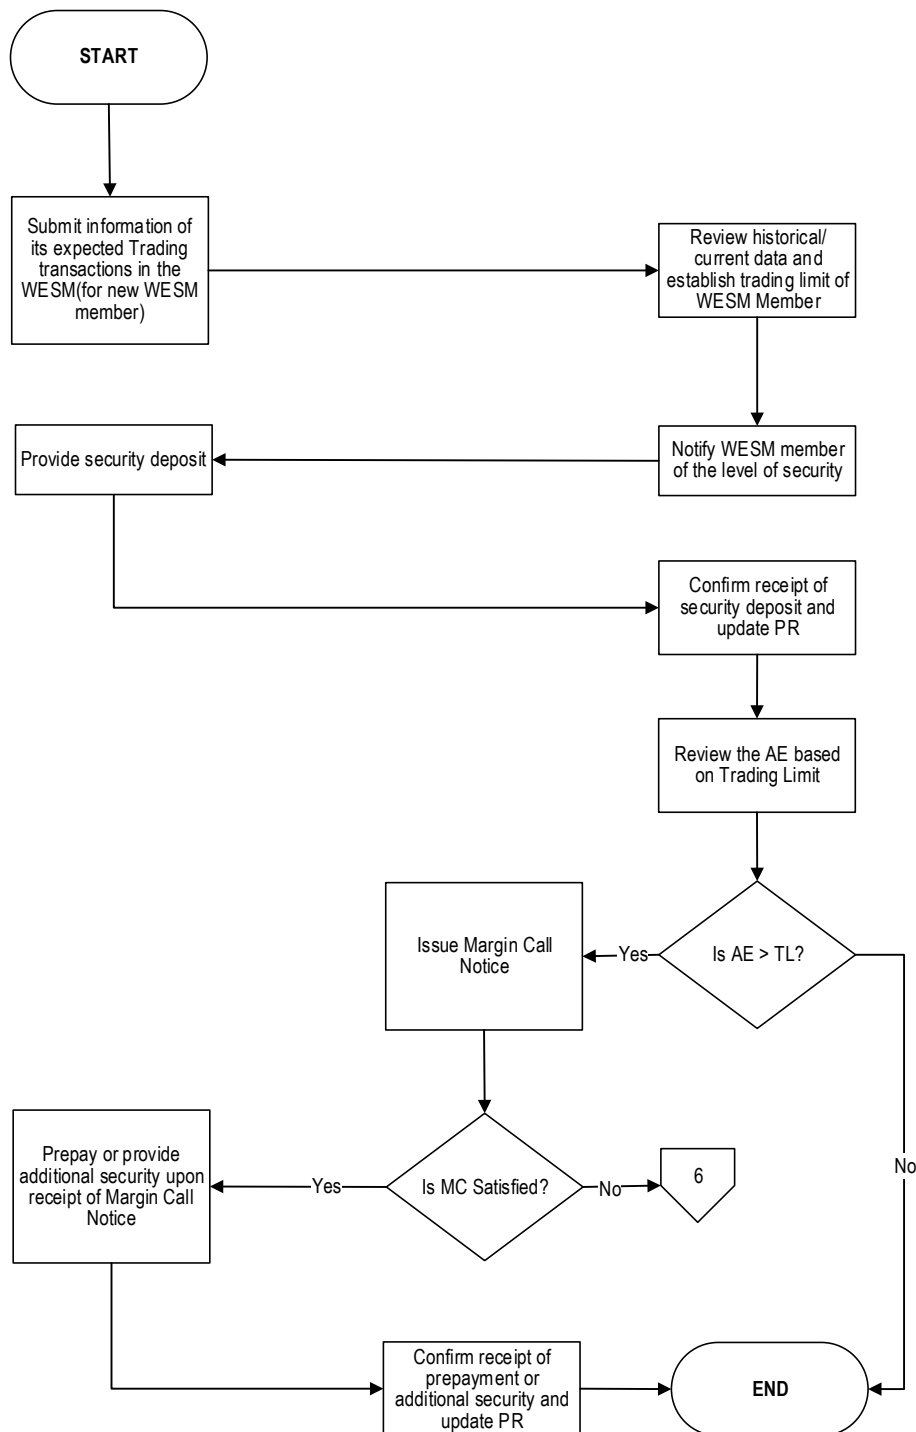 START
Submit information of
its expected Trading
transactions in the
WESM(for new WESM
member)
Review historical/
current data and
establish trading limit of
WESM Member
Notify WESM member
of the level of security
Provide security deposit
Confirm receipt of
security deposit and
update PR
Review the AE based
on Trading Limit
Is AE > TL?
Yes
Issue Margin Call
Notice
No
Is MC Satisfied?
Yes
No
6
Prepay or provide
additional security upon
receipt of Margin Call
Notice
Confirm receipt of
prepayment or
additional security and
update PR
END